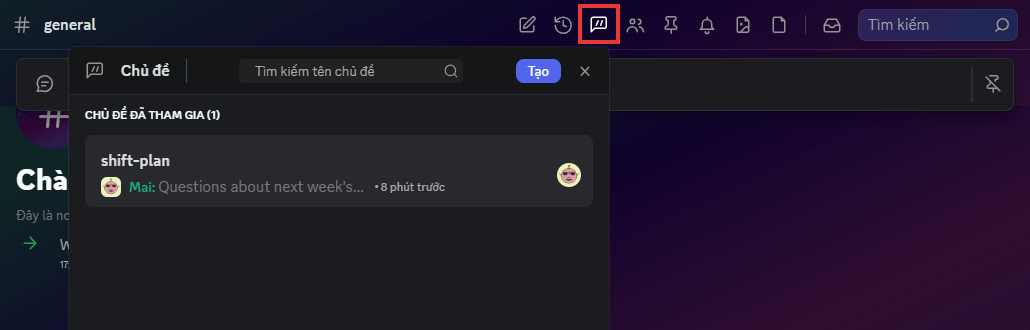 general
Tìm kiếm
Chủ đề
Tìm kiếm tên chủ đề
Tạo
CHỦ ĐỀ ĐÃ THAM GIA (1)
shift-plan
Mai: Questions about next week's... • 8 phút trước
Chà
Đây là
W
17: